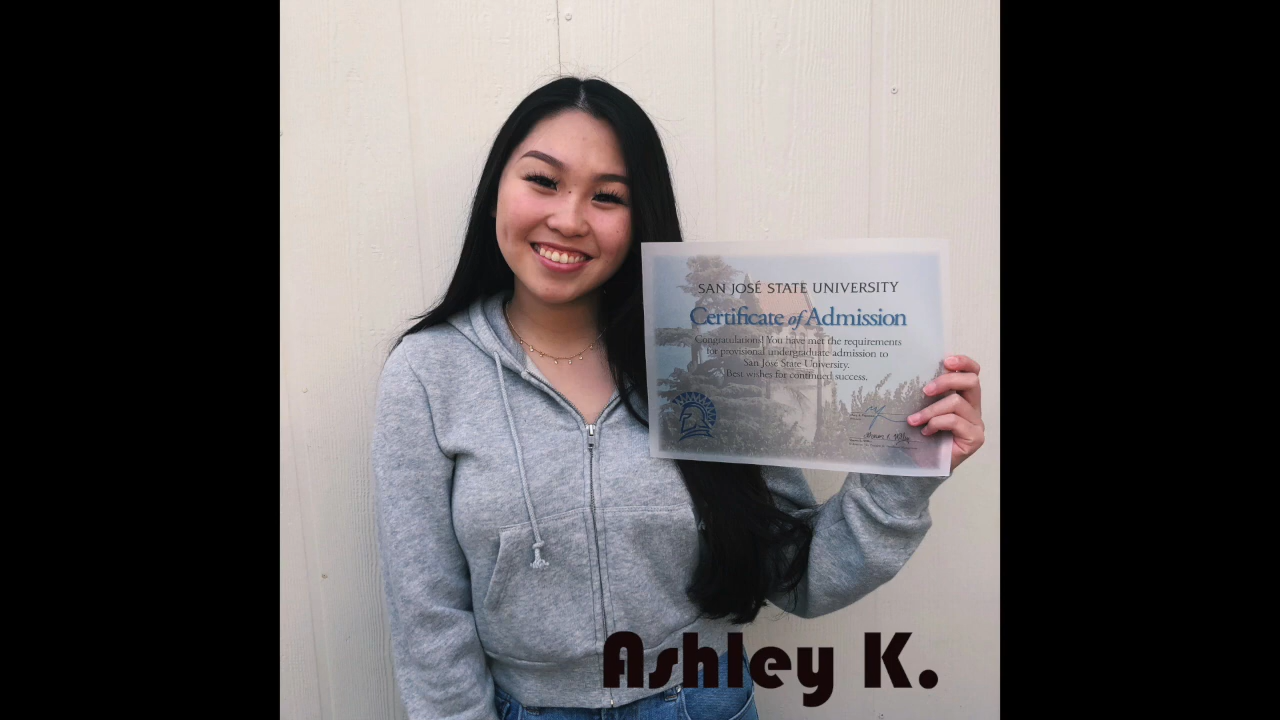 SAN JOSÉ STATE UNIVERSITY
Certificate of Admission
Congratulations! You have met the requirements
for provisional undergraduate admission to
San José State University.
Best wishes for continued success.
Ashley K.